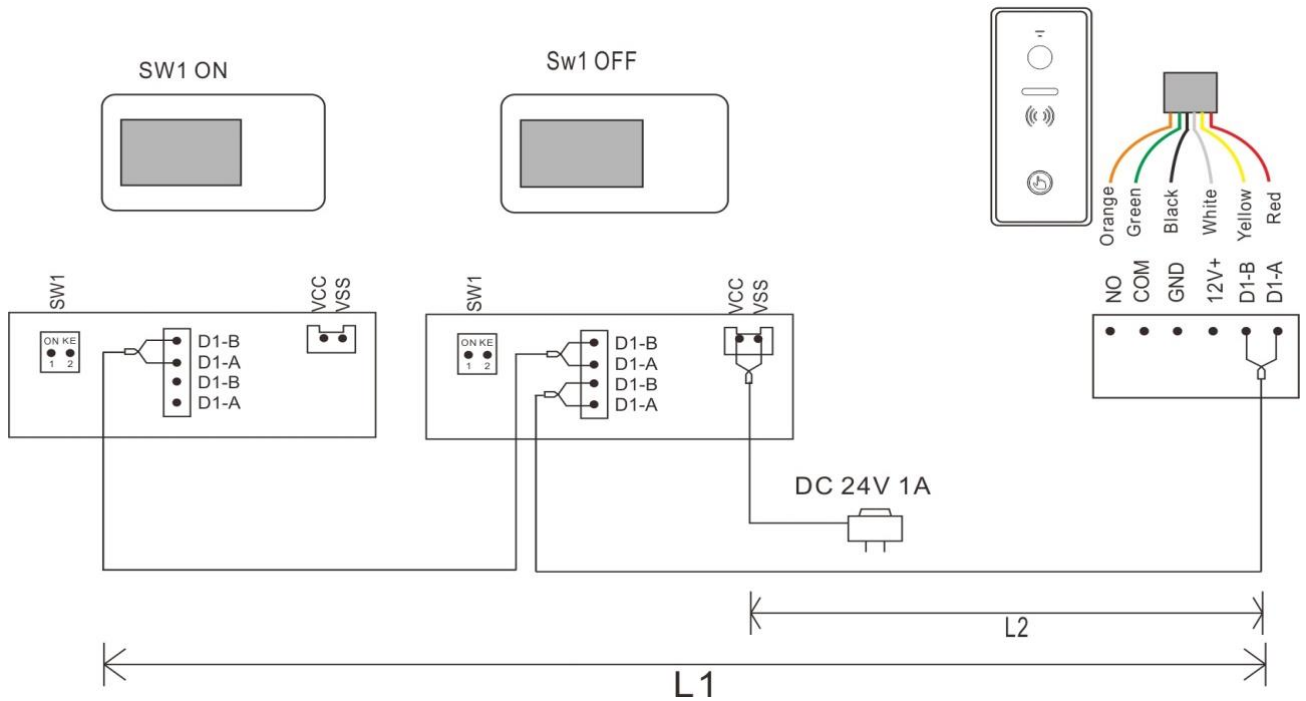 SW1 ON
Sw1 OFF
Orange
Green
Black
White
Yellow
Red
SW1
VCC
VSS
SW1
VCC
VSS
NO
COM
GND
12V+
D1-B
D1-A
ON KE
1 2
D1-B
D1-A
D1-B
D1-A
ON KE
1 2
D1-B
D1-A
D1-B
D1-A
DC 24V 1A
L2
L1